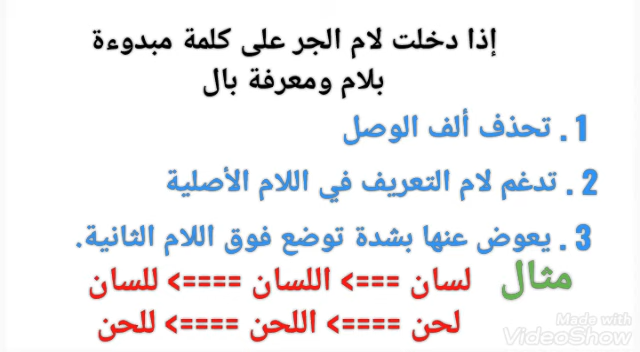 إذا دخلت لام الجر على كلمة مبدوءة
بلام ومعرفة بال
1 . تحذف ألف الوصل
2 . تدغم لام التعريف في اللام الأصلية
3 . يعوض عنها بشدة توضع فوق اللام الثانية.
مثال لسان ===> اللسان ====> للسان
لحن ====> اللحن ====> للحن
Made with
VideoShow